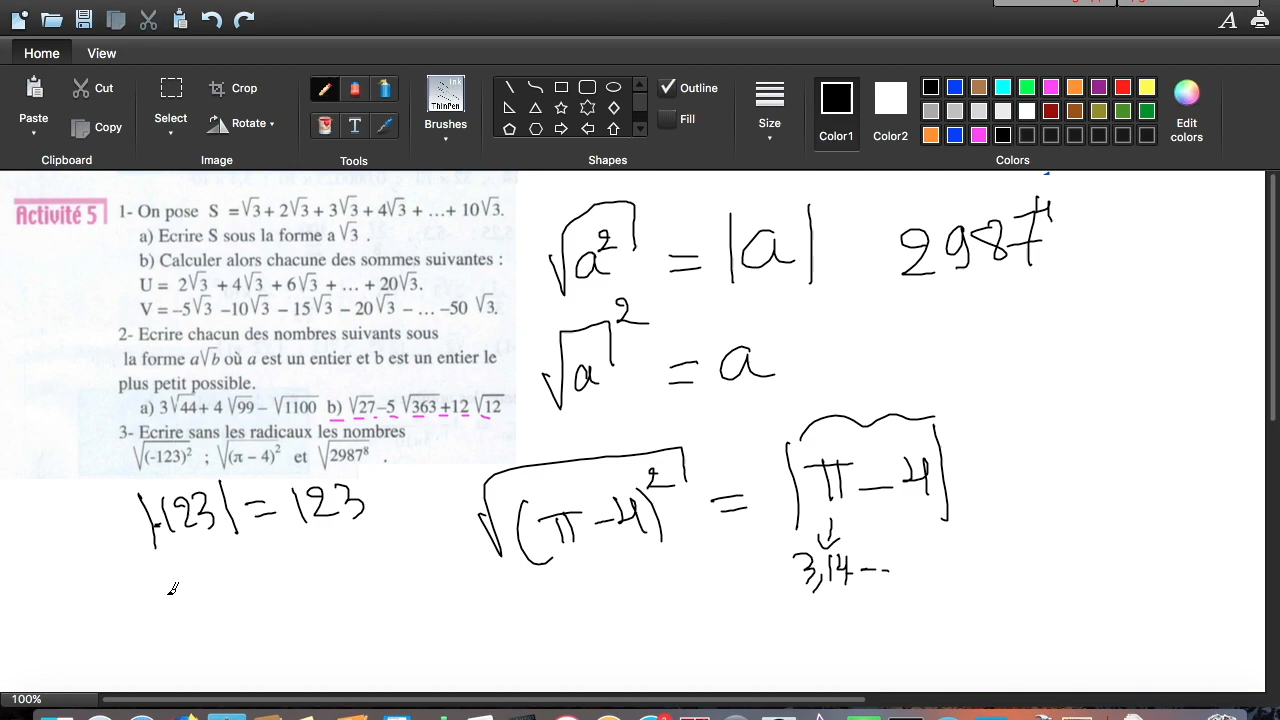 Home View
Paste
Cut
Copy
Clipboard
Select
Crop
Rotate
Image
Tools
T
Ink
ThinPen
Brushes
Shapes
Outline
Fill
Size
Color1
Color2
Edit colors
Colors
A
Activité 5
1- On pose S = √3 + 2√3 + 3√3 + 4√3 + ...+ 10√3.
a) Ecrire S sous la forme a √3 .
b) Calculer alors chacune des sommes suivantes :
U = 2√3 + 4√3 + 6√3 + ... + 20√3.
V = –5√3 –10√3 – 15√3 – 20√3 – ... –50 √3.
2- Ecrire chacun des nombres suivants sous
la forme a√b où a est un entier et b est un entier le
plus petit possible.
a) 3√44 + 4 √99 – √1100 b) √27 –5 √363 +12 √12
3- Ecrire sans les radicaux les nombres
√(-123)² ; √(π – 4)² et √2987⁸ .
√a² = |a|
2987⁴
√a² = a
|-123| = 123
√(π – 4)² = |π – 4|
3,14 --
100%